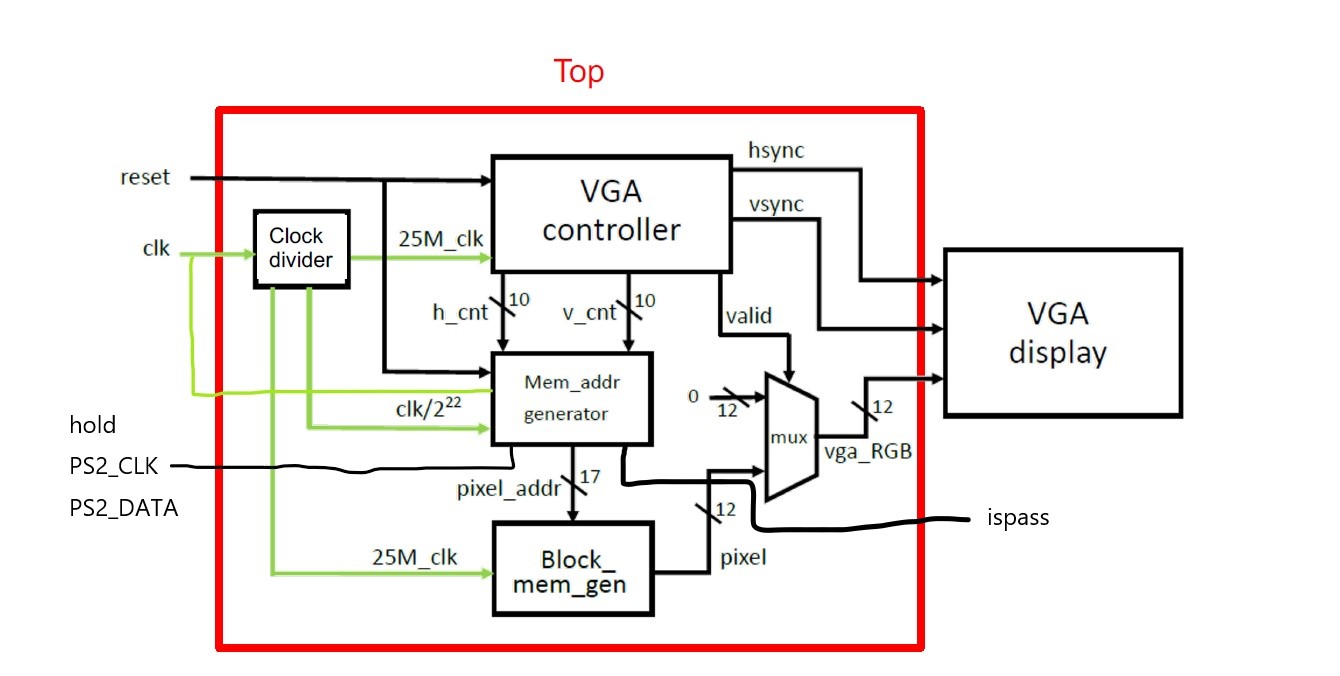 Top
hsync
reset
VGA
controller
vsync
Clock
divider
25M_clk
clk
h_cnt
10
v_cnt
10
valid
VGA
display
Mem_addr
generator
clk/2²²
0
12
12
mux
vga_RGB
hold
PS2_CLK
PS2_DATA
pixel_addr
17
12
ispass
25M_clk
Block_
mem_gen
pixel